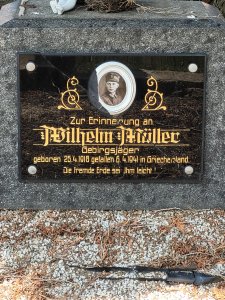 Zur Erinnerung an
Wilhelm Müller
Gebirgsjäger
geboren 25.4.1918 gefallen 6.4.1941 in Griechenland.
Die fremde Erde sei ihm leicht!